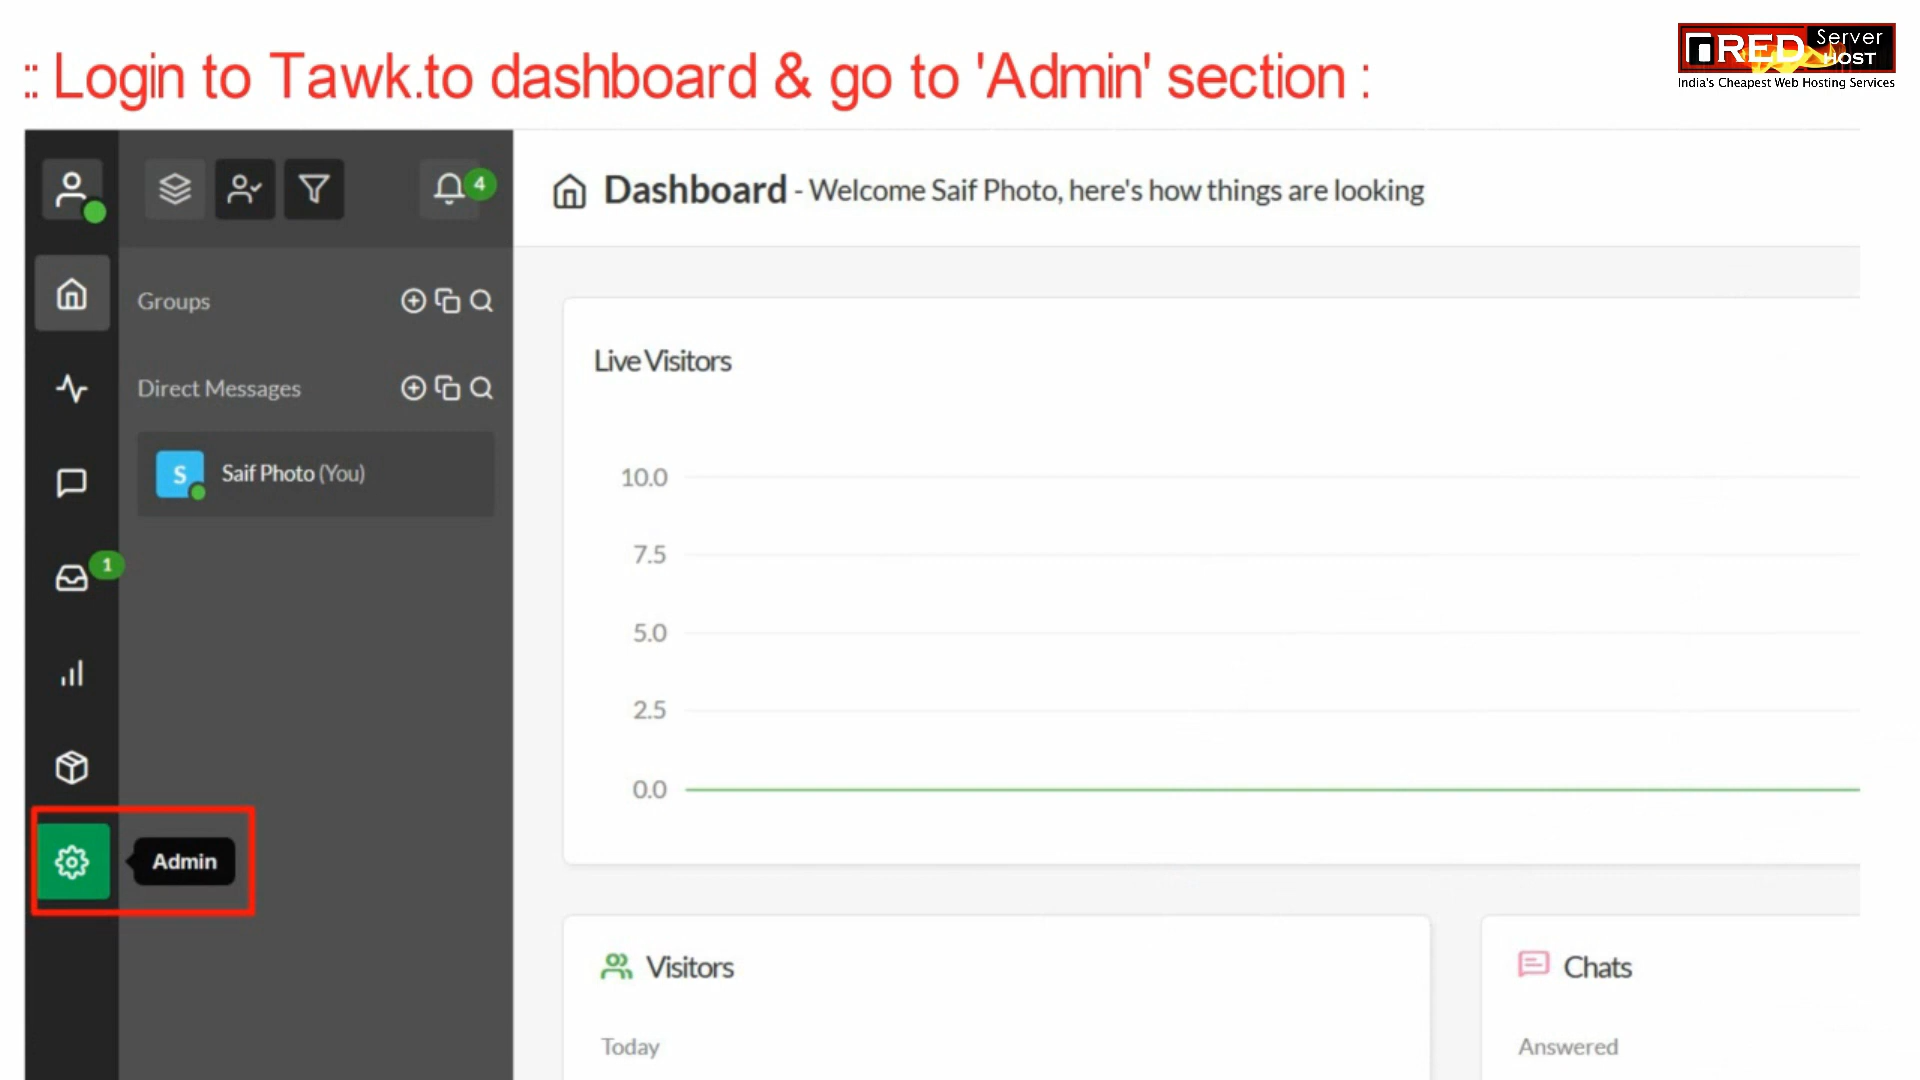 :: Login to Tawk.to dashboard & go to 'Admin' section :
RED Server HOST
India's Cheapest Web Hosting Services
4
Dashboard - Welcome Saif Photo, here's how things are looking
Groups
Direct Messages
S Saif Photo (You)
1
Admin
Live Visitors
10.0
7.5
5.0
2.5
0.0
Visitors
Today
Chats
Answered